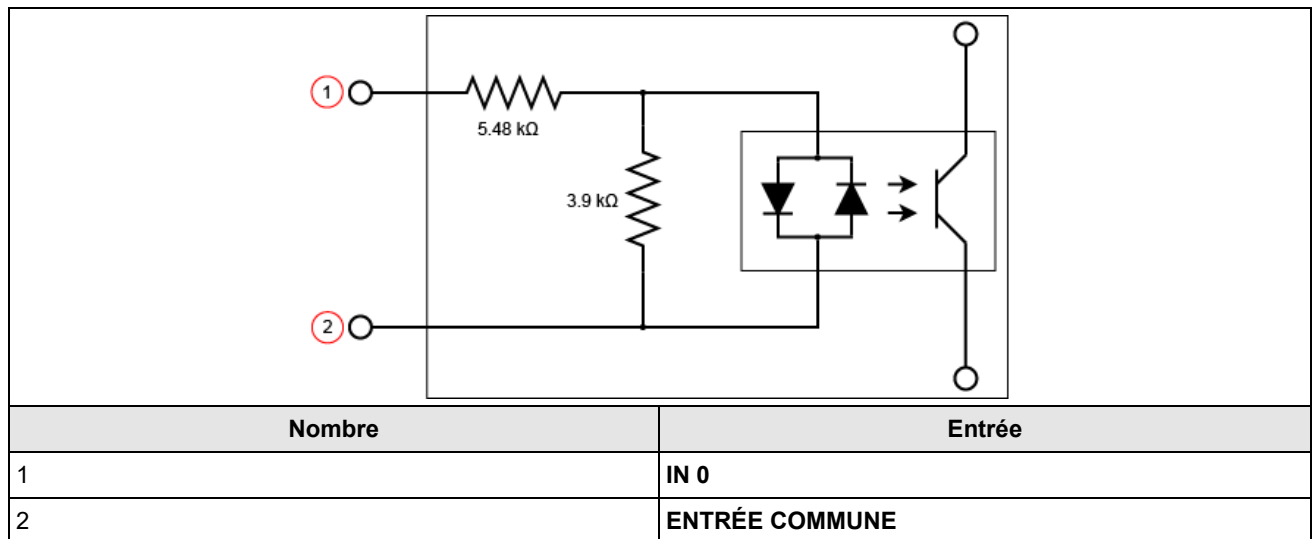 1
5.48 kΩ
3.9 kΩ
2
Nombre Entrée
1 IN 0
2 ENTRÉE COMMUNE